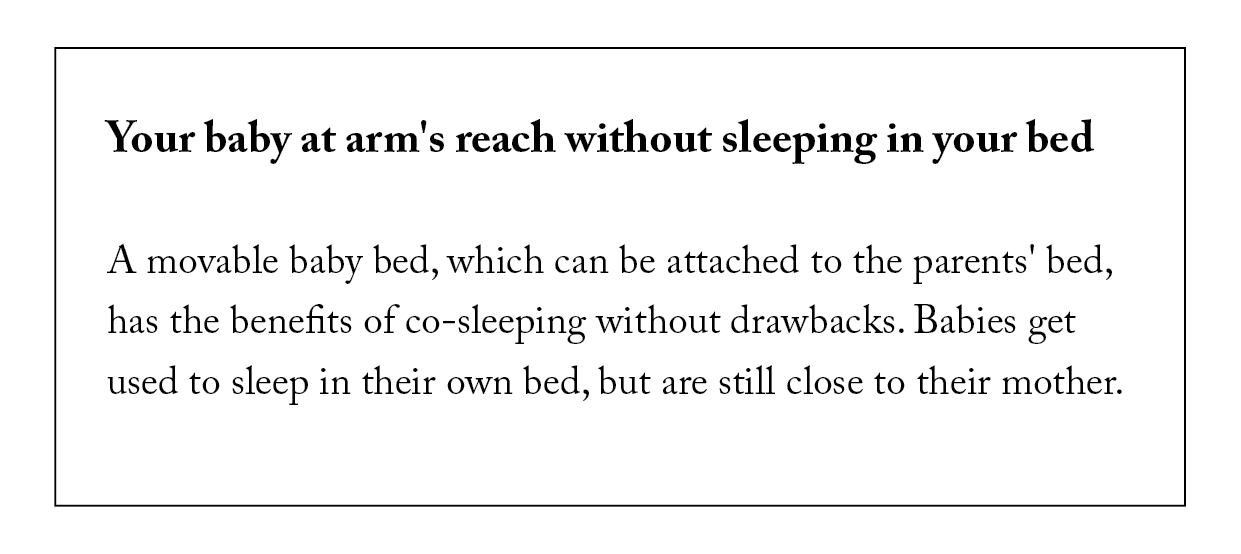 Your baby at arm's reach without sleeping in your bed
A movable baby bed, which can be attached to the parents' bed,
has the benefits of co-sleeping without drawbacks. Babies get
used to sleep in their own bed, but are still close to their mother.